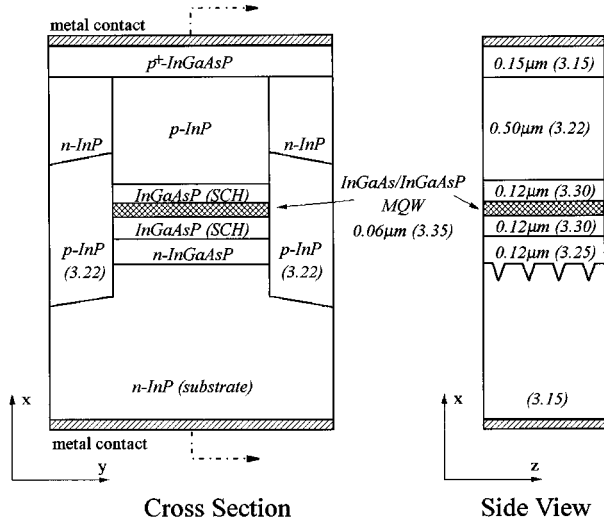 metal contact
p+-InGaAsP
n-InP
p-InP
n-InP
InGaAsP (SCH)
InGaAsP (SCH)
n-InGaAsP
p-InP
(3.22)
p-InP
(3.22)
n-InP (substrate)
metal contact
x
y
Cross Section
InGaAs/InGaAsP
MQW
0.06μm (3.35)
0.15μm (3.15)
0.50μm (3.22)
0.12μm (3.30)
0.12μm (3.30)
0.12μm (3.25)
(3.15)
x
z
Side View